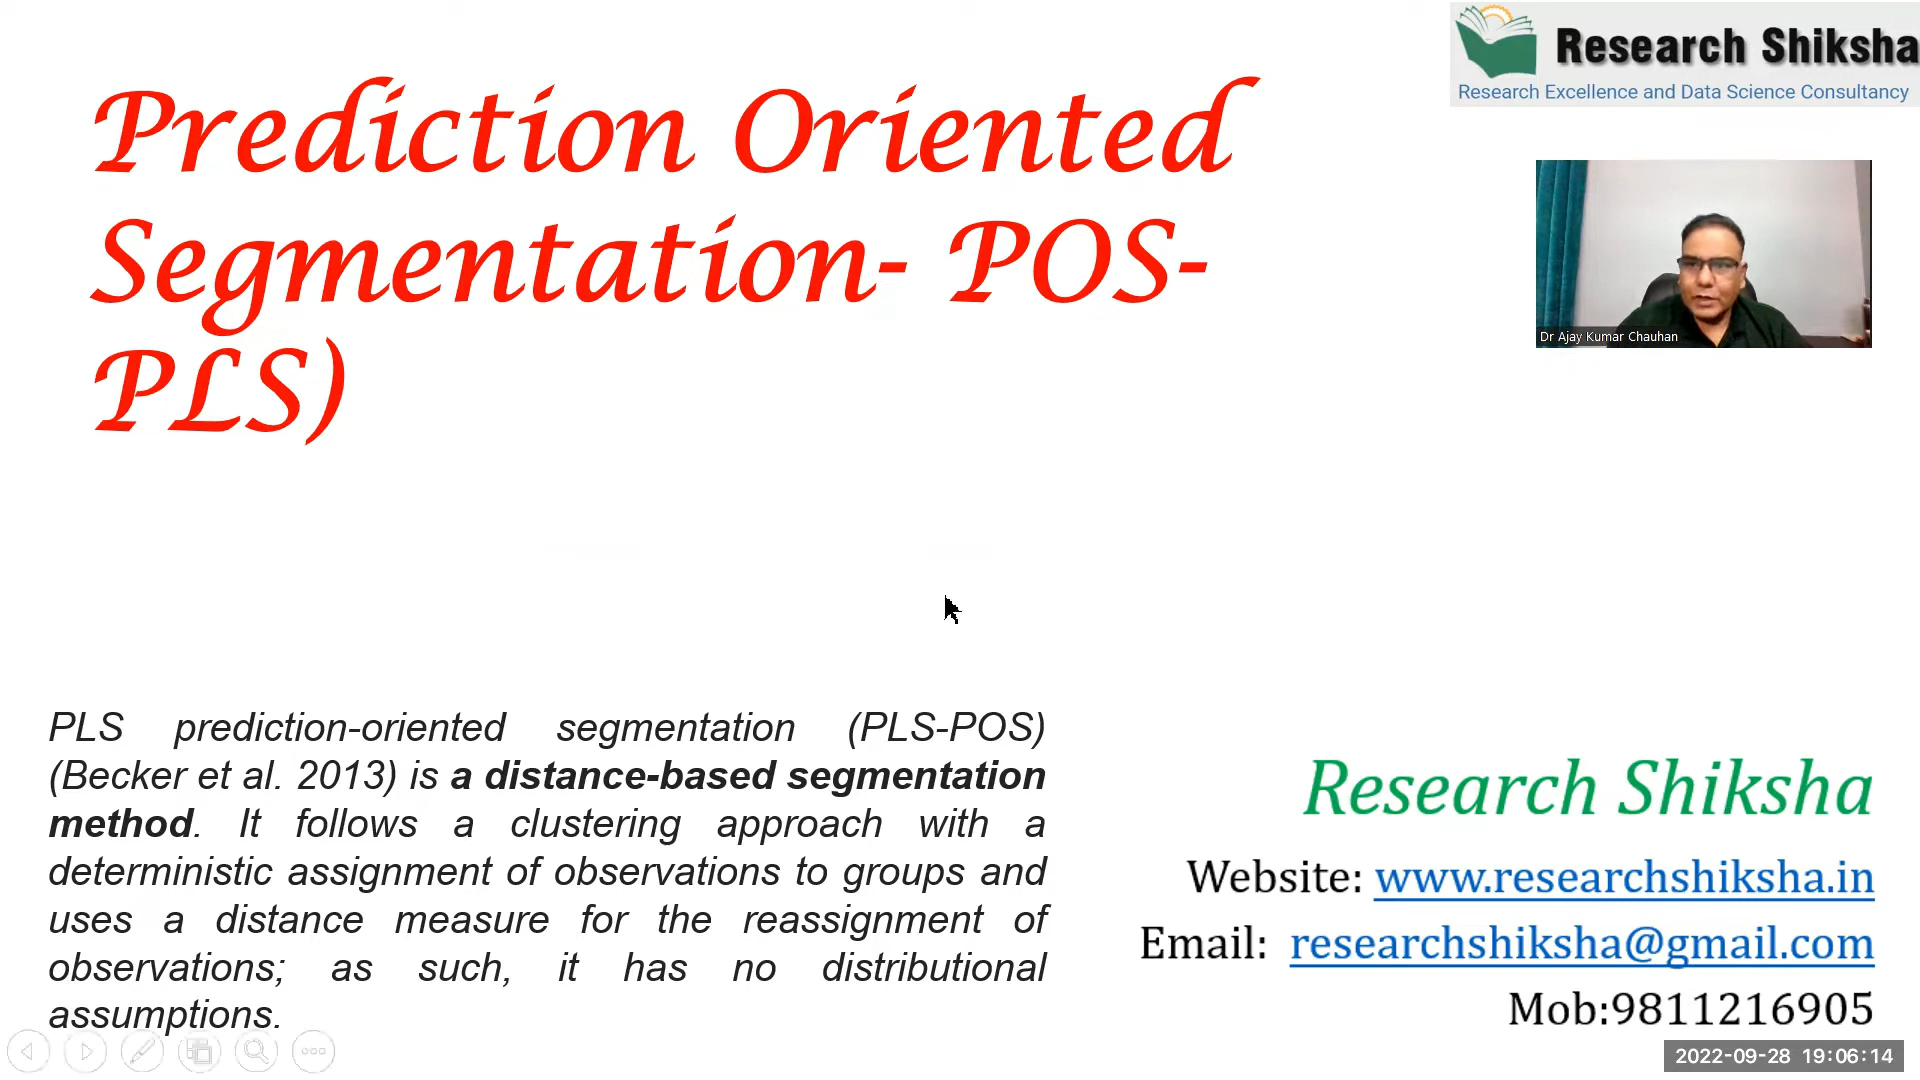 Research Shiksha
Research Excellence and Data Science Consultancy
Prediction Oriented
Segmentation- POS-
PLS)
Dr Ajay Kumar Chauhan
PLS prediction-oriented segmentation (PLS-POS)
(Becker et al. 2013) is a distance-based segmentation
method. It follows a clustering approach with a
deterministic assignment of observations to groups and
uses a distance measure for the reassignment of
observations; as such, it has no distributional
assumptions.
Research Shiksha
Website: www.researchshiksha.in
Email: researchshiksha@gmail.com
Mob:9811216905
2022-09-28 19:06:14